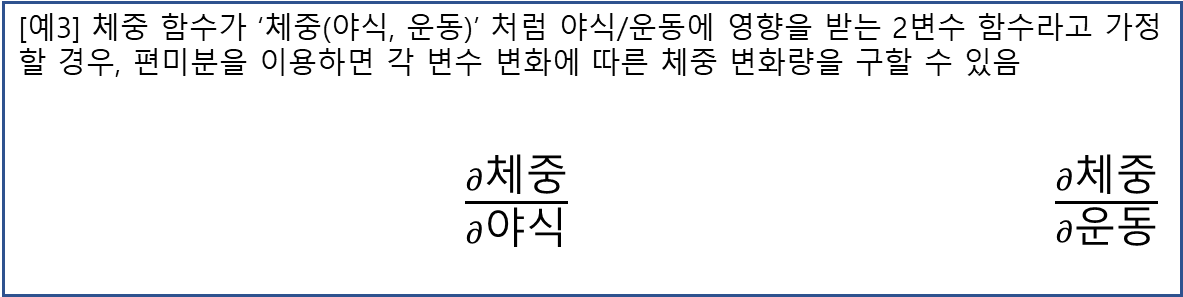 [예3] 체중 함수가 ‘체중(야식, 운동)’ 처럼 야식/운동에 영향을 받는 2변수 함수라고 가정
할 경우, 편미분을 이용하면 각 변수 변화에 따른 체중 변화량을 구할 수 있음
∂체중 ∂체중
∂야식 ∂운동